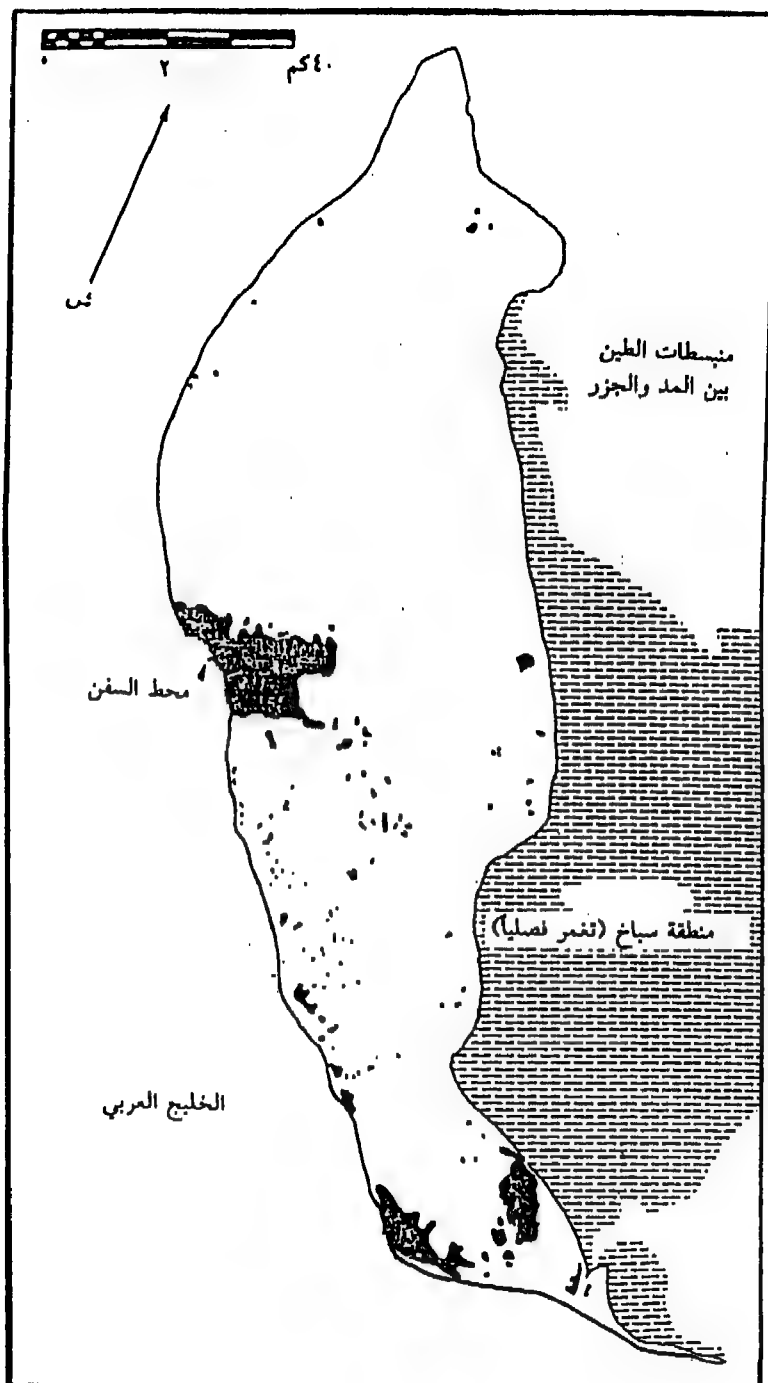 ٠ ٢ ٤٠كم
ش
منبسطات الطين
بين المد والجزر
محط السفن
منطقة سباخ (تغمر فصلياً)
الخليج العربي